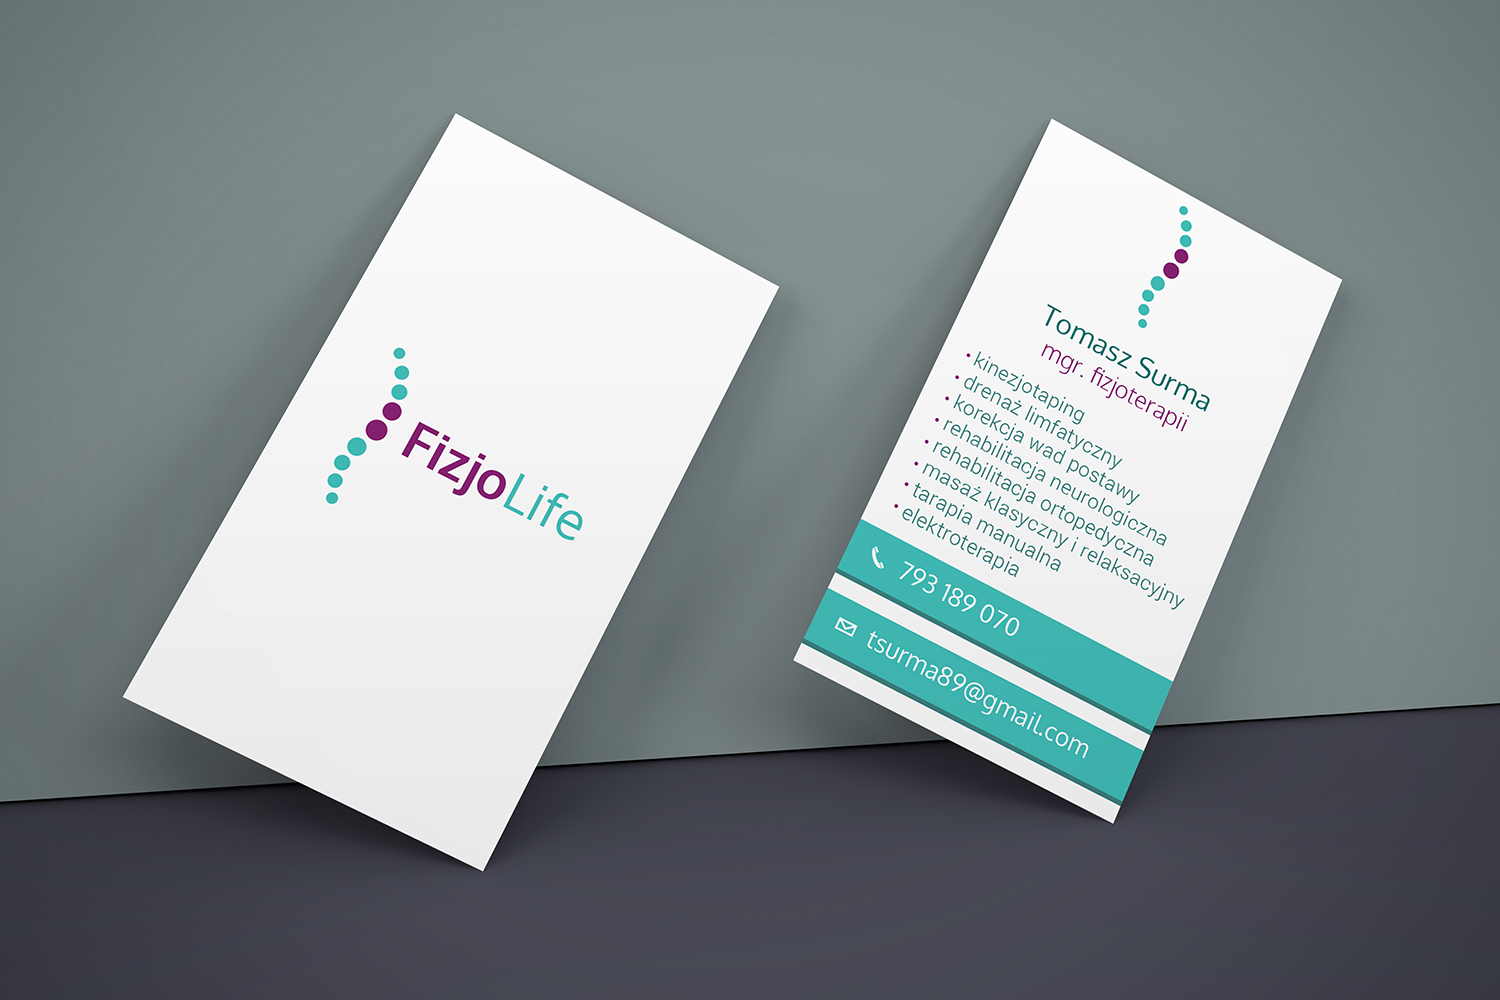 FizjoLife
Tomasz Surma
mgr. fizjoterapii
• kinezjotaping
• drenaż limfatyczny
• korekcja wad postawy
• rehabilitacja neurologiczna
• rehabilitacja ortopedyczna
• masaż klasyczny i relaksacyjny
• tarapia manualna
• elektroterapia
793 189 070
tsurma89@gmail.com